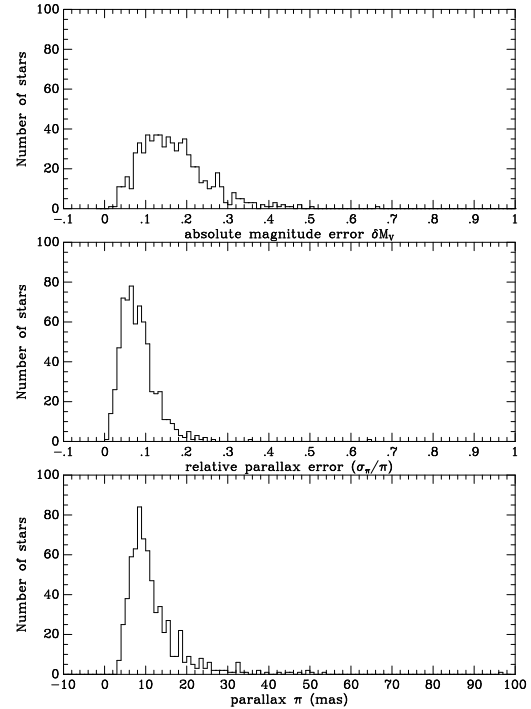 100
80
60
40
20
0
Number of stars
-.1 0 .1 .2 .3 .4 .5 .6 .7 .8 .9 1
absolute magnitude error δMV
100
80
60
40
20
0
Number of stars
-.1 0 .1 .2 .3 .4 .5 .6 .7 .8 .9 1
relative parallax error (σπ/π)
100
80
60
40
20
0
Number of stars
-10 0 10 20 30 40 50 60 70 80 90 100
parallax π (mas)